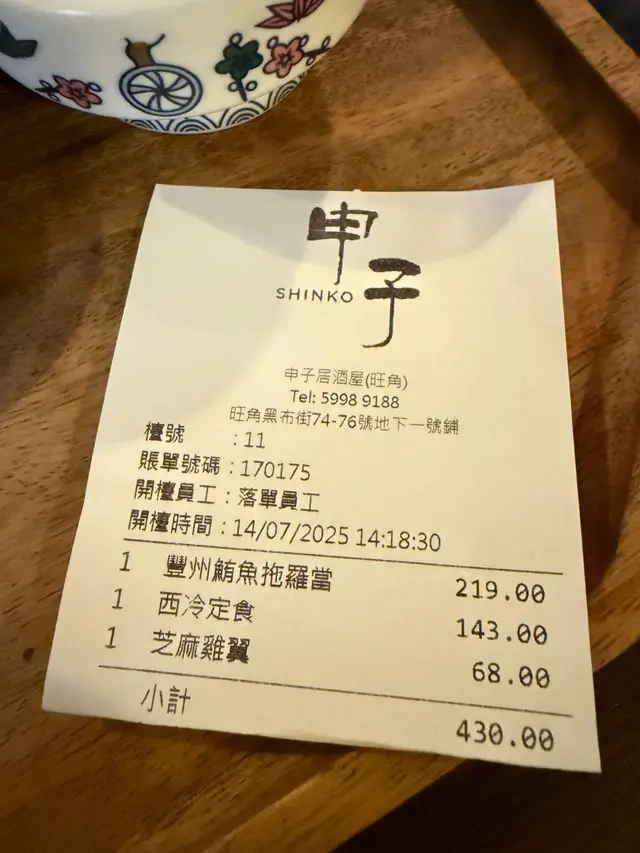 申子
SHINKO
申子居酒屋(旺角)
Tel: 5998 9188
旺角黑布街74-76號地下一號鋪
檯號 :11
賬單號碼:170175
開檯員工:落單員工
開檯時間:14/07/2025 14:18:30
1 豐州鮪魚拖羅當 219.00
1 西冷定食 143.00
1 芝麻雞翼 68.00
小計 430.00